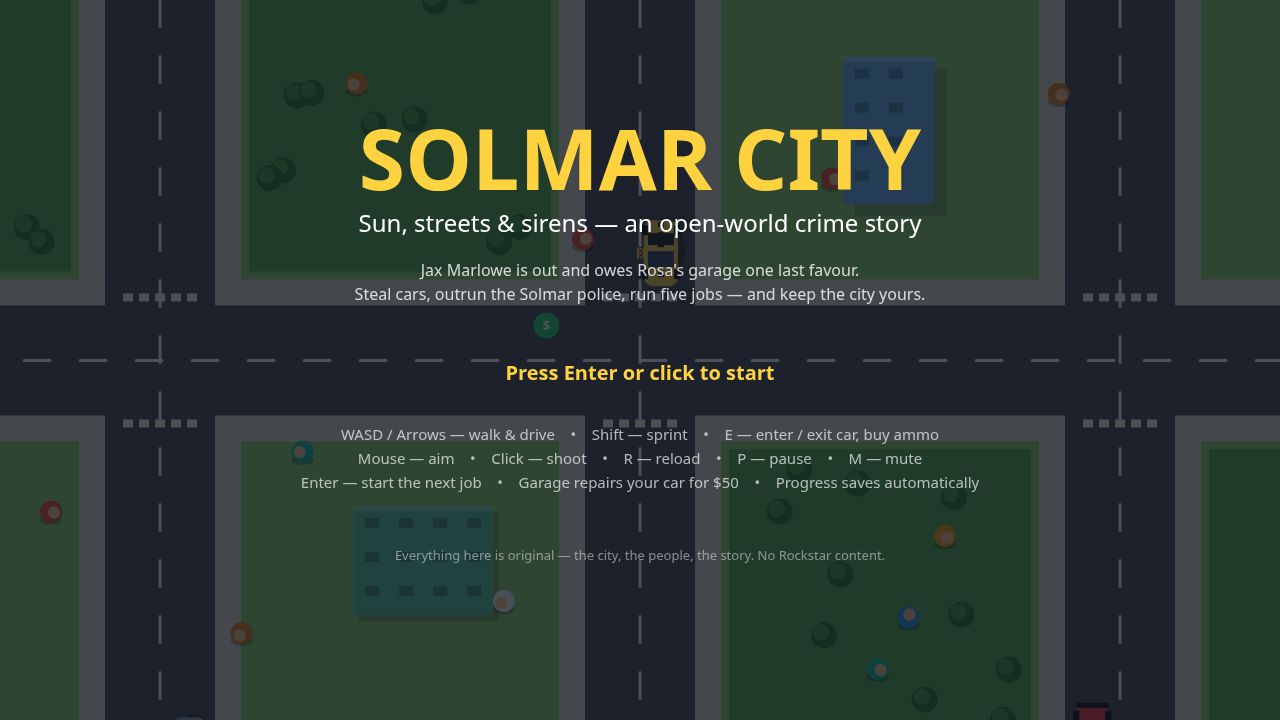 SOLMAR CITY
Sun, streets & sirens — an open-world crime story
Jax Marlowe is out and owes Rosa's garage one last favour.
Steal cars, outrun the Solmar police, run five jobs — and keep the city yours.
$
Press Enter or click to start
WASD / Arrows — walk & drive • Shift — sprint • E — enter / exit car, buy ammo
Mouse — aim • Click — shoot • R — reload • P — pause • M — mute
Enter — start the next job • Garage repairs your car for $50 • Progress saves automatically
Everything here is original — the city, the people, the story. No Rockstar content.